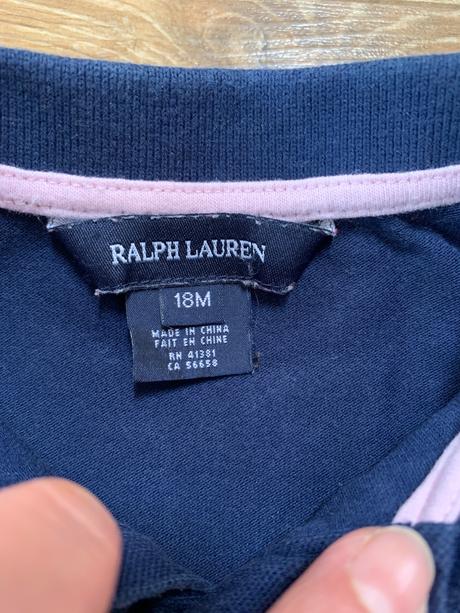 RALPH LAUREN
18M
MADE IN CHINA
FAIT EN CHINE
RN 41381
CA 56658